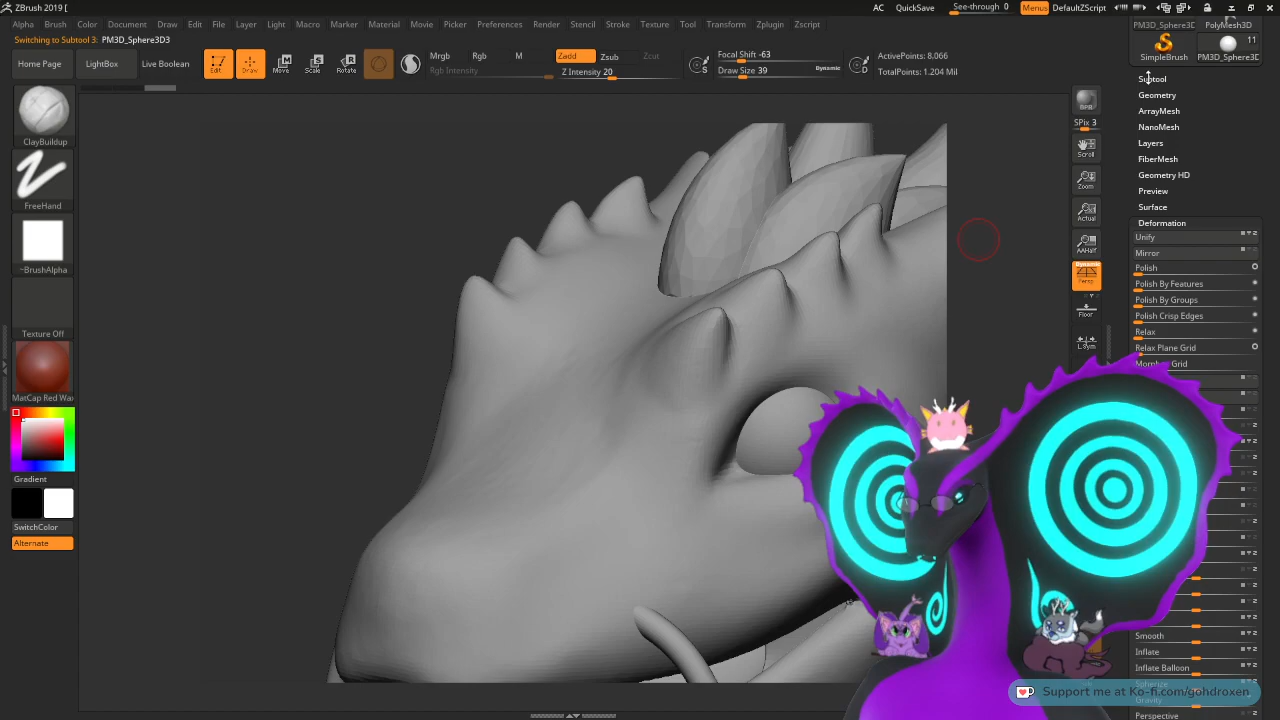 ZBrush 2019 [
AC
QuickSave
See-through 0
Menus
DefaultZScript
Alpha Brush Color Document Draw Edit File Layer Light Macro Marker Material Movie Picker Preferences Render Stencil Stroke Texture Tool Transform Zplugin Zscript
Switching to Subtool 3: PM3D_Sphere3D3
Home Page
LightBox
Live Boolean
Edit
Draw
Move
Scale
Rotate
Mrgb Rgb M
Rgb Intensity
Zadd Zsub Zcut
Z Intensity 20
S
Focal Shift -63
Draw Size 39
Dynamic
D
ActivePoints: 8.066
TotalPoints: 1.204 Mil
ClayBuildup
FreeHand
~BrushAlpha
Texture Off
MatCap Red Wa
Gradient
SwitchColor
Alternate
BPR
SPix 3
Scroll
Zoom
Actual
AAHalf
Dynamic
Persp
Floor
L.Sym
PM3D_Sphere3D
PolyMesh3D
SimpleBrush
11
PM3D_Sphere3D
Subtool
Geometry
ArrayMesh
NanoMesh
Layers
FiberMesh
Geometry HD
Preview
Surface
Deformation
Unify
Mirror
Polish
Polish By Features
Polish By Groups
Polish Crisp Edges
Relax
Relax Plane Grid
Smooth
Inflate
Inflate Balloon
Spherize
Gravity
Perspective
Support me at Ko-fi.com/gohdroxen